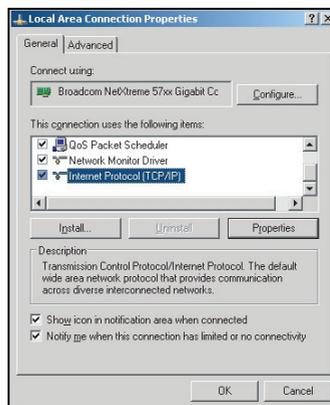 Local Area Connection Properties
General Advanced
Connect using:
Broadcom NetXtreme 57xx Gigabit Cc
Configure...
This connection uses the following items:
QoS Packet Scheduler
Network Monitor Driver
Internet Protocol (TCP/IP)
Install... Uninstall Properties
Description
Transmission Control Protocol/Internet Protocol. The default
wide area network protocol that provides communication
across diverse interconnected networks.
Show icon in notification area when connected
Notify me when this connection has limited or no connectivity
OK Cancel